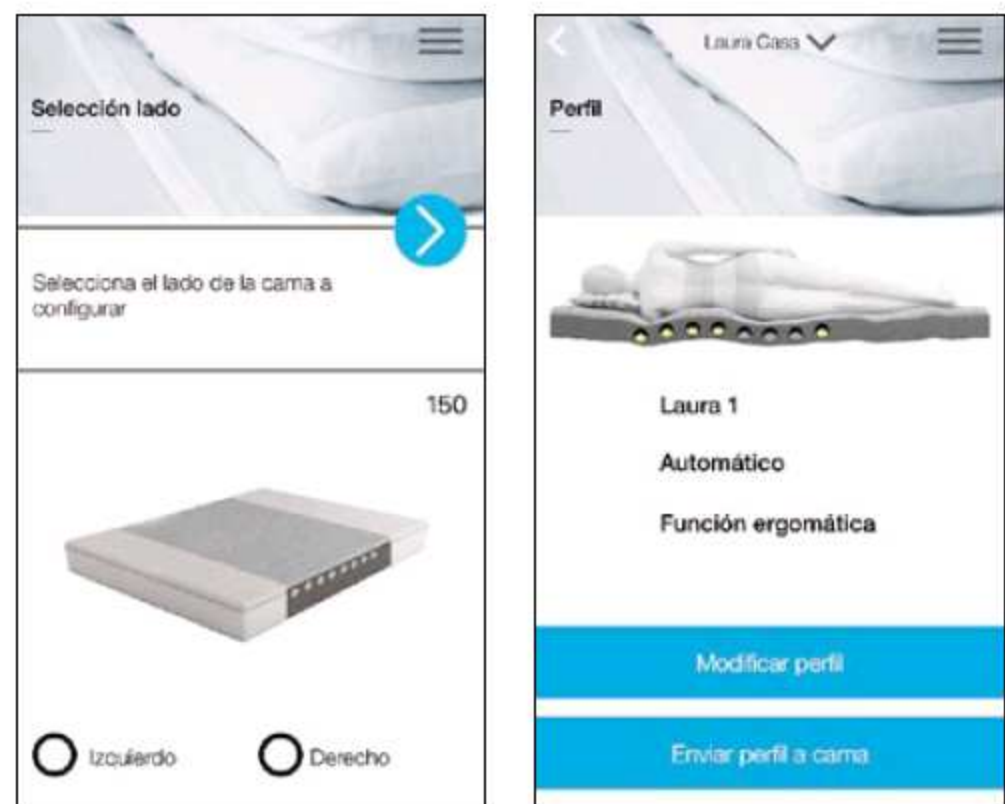 Selección lado
Selecciona el lado de la cama a
configurar
150
Izquierdo
Derecho
Laura Casa
Perfil
Laura 1
Automático
Función ergomática
Modificar perfil
Enviar perfil a cama